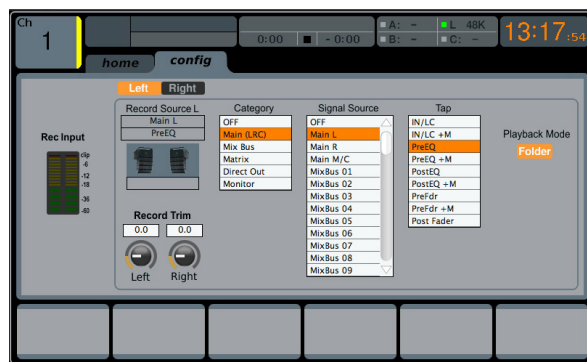 Ch
1
0:00 - 0:00
A: - L 48K
B: - C: -
13:17:54
home config
Left Right
Record Source L
Main L
PreEQ
Category
OFF
Main (LRC)
Mix Bus
Matrix
Direct Out
Monitor
Signal Source
OFF
Main L
Main R
Main M/C
MixBus 01
MixBus 02
MixBus 03
MixBus 04
MixBus 05
MixBus 06
MixBus 07
MixBus 08
MixBus 09
Tap
IN/LC
IN/LC +M
PreEQ
PreEQ +M
PostEQ
PostEQ +M
PreFdr
PreFdr +M
Post Fader
Playback Mode
Folder
Rec Input
clip
-6
-12
-18
-36
-60
Record Trim
0.0 0.0
Left Right